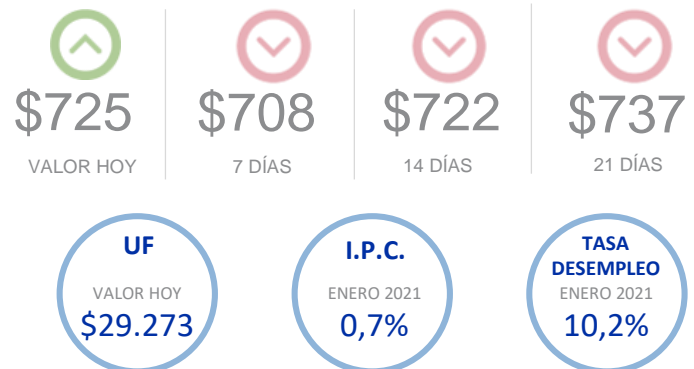 $725
VALOR HOY
$708
7 DÍAS
$722
14 DÍAS
$737
21 DÍAS
UF
VALOR HOY
$29.273
I.P.C.
ENERO 2021
0,7%
TASA
DESEMPLEO
ENERO 2021
10,2%